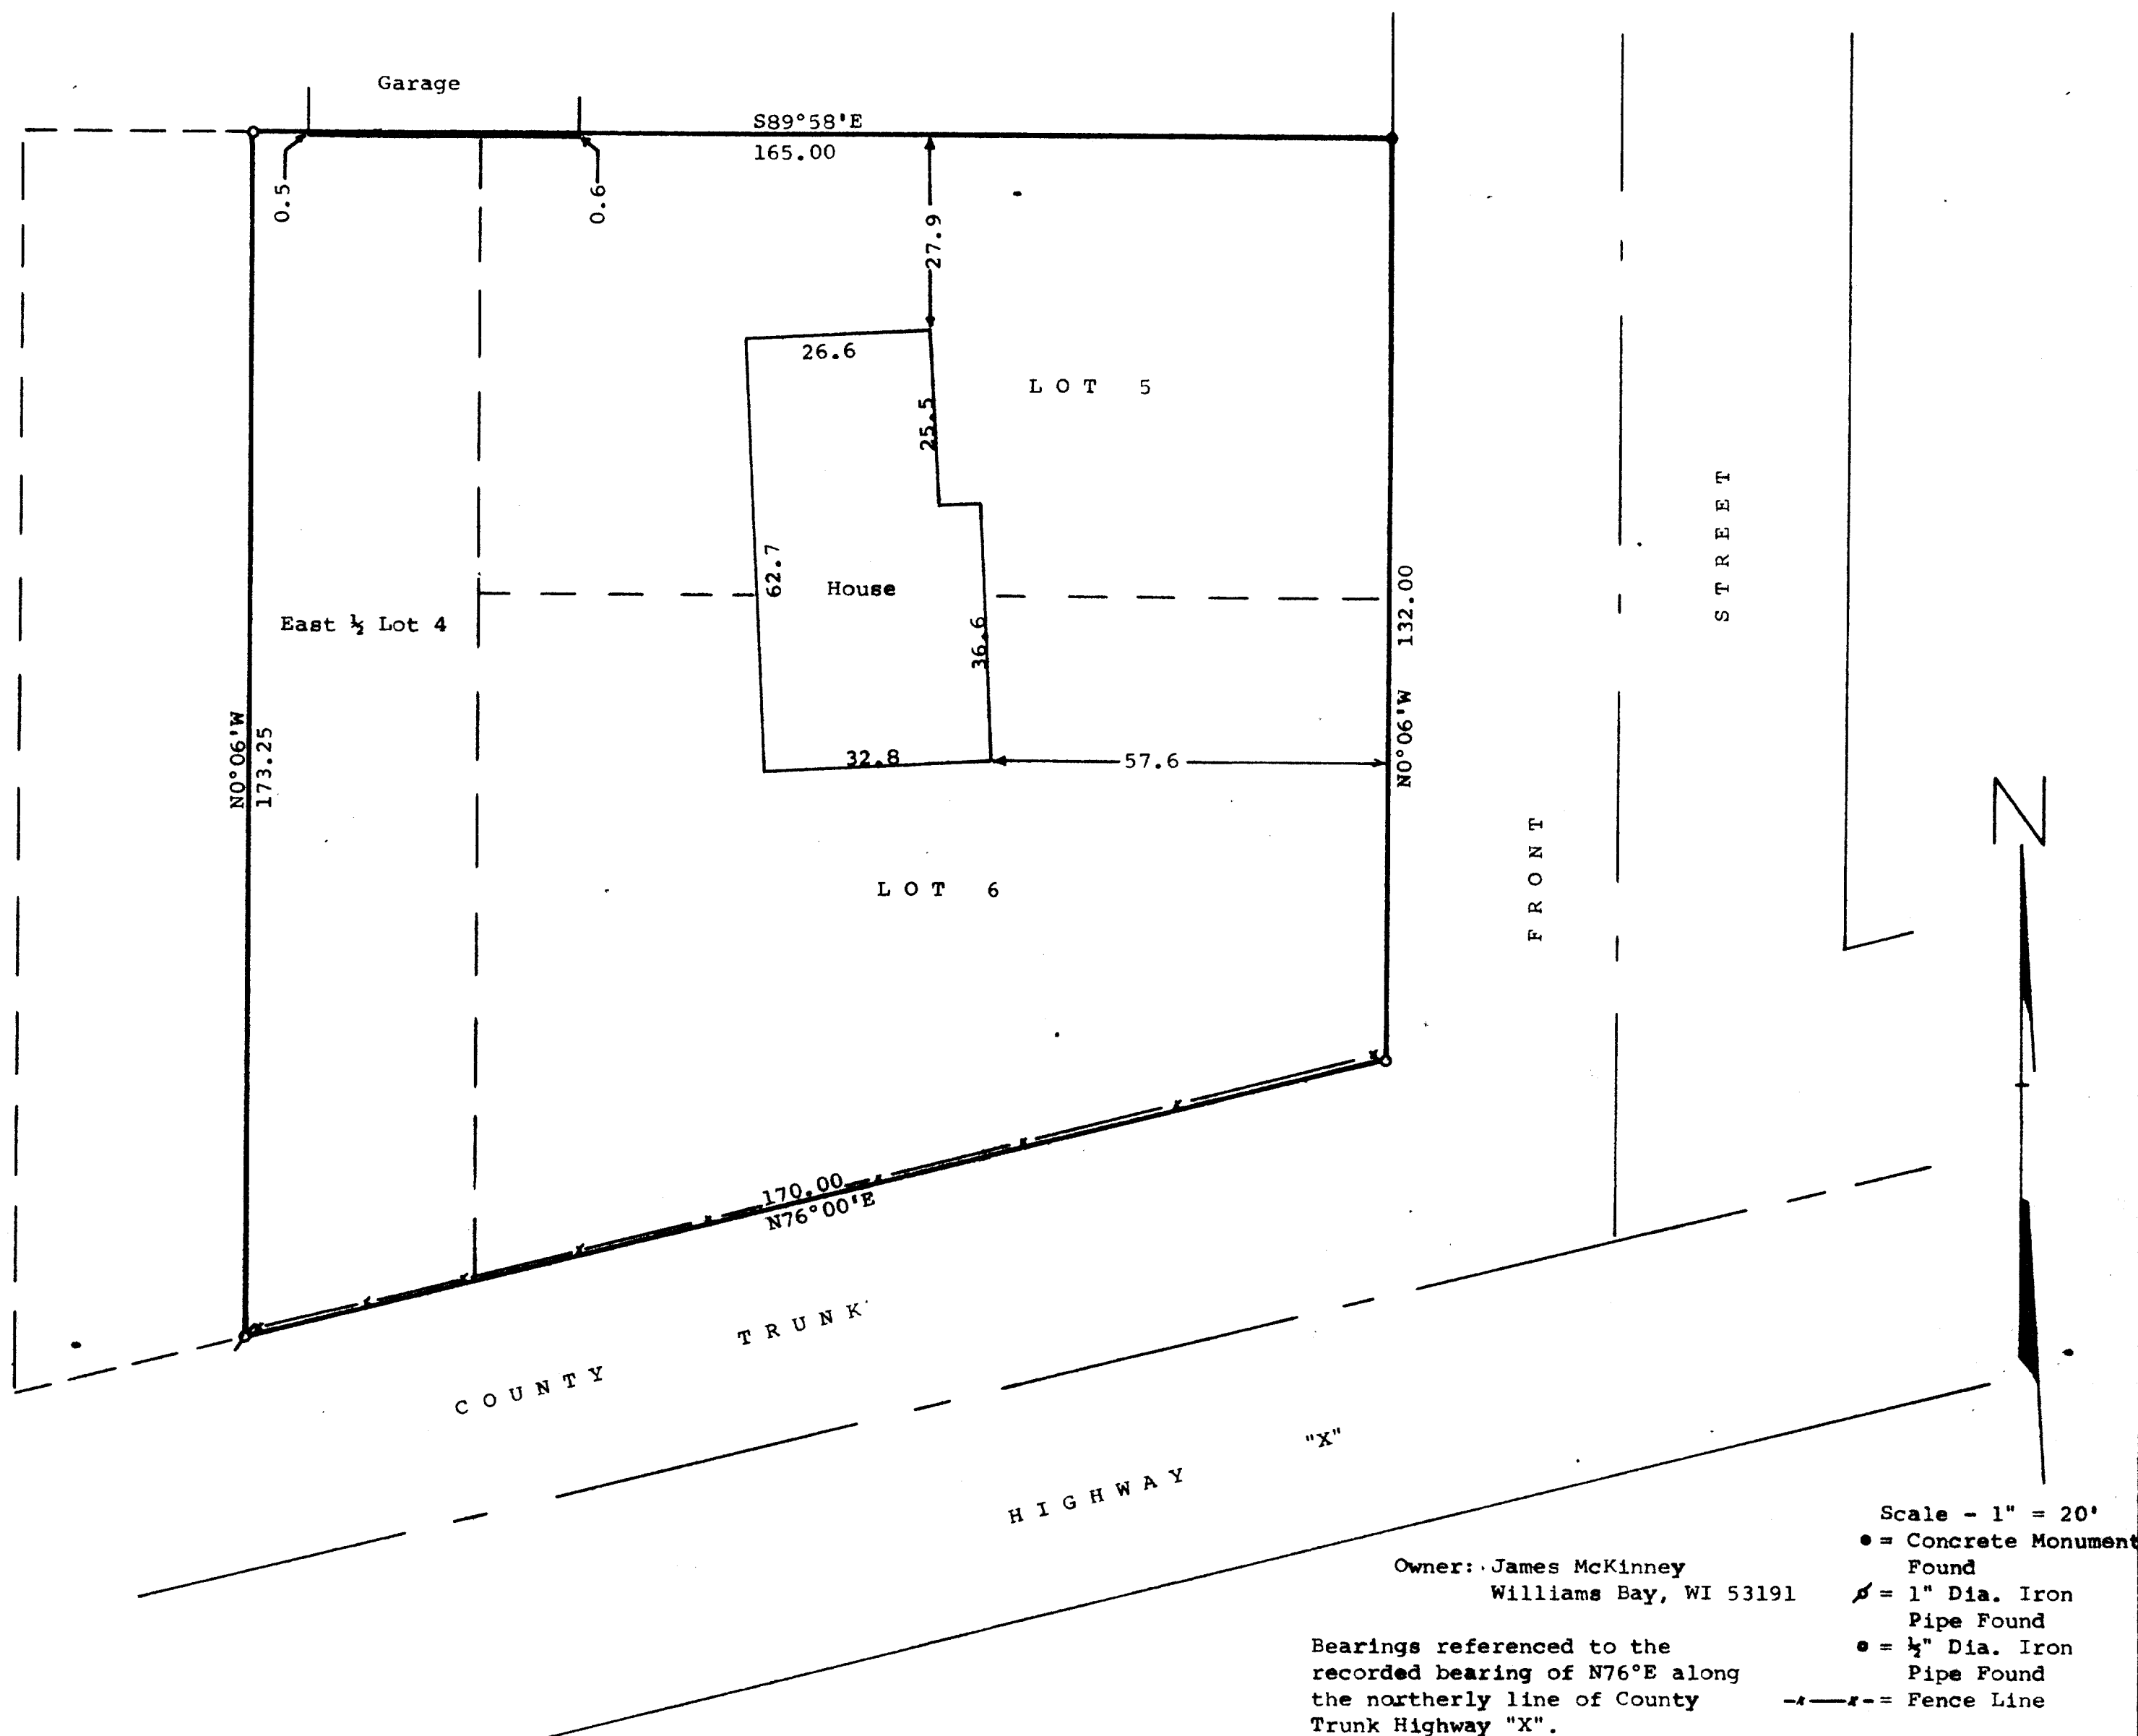 Garage
S89°58'E
165.00
0.5
0.6
27.9
26.6
LOT 5
25.5
62.7
House
36.6
East ½ Lot 4
132.00
N0°06'W
N0°06'W
173.25
32.8
57.6
STREET
FRONT
N
LOT 6
170.00
N76°00'E
COUNTY TRUNK
HIGHWAY "X"
Scale - 1" = 20'
= Concrete Monument
Found
= 1" Dia. Iron
Pipe Found
= ½" Dia. Iron
Pipe Found
-x——x-= Fence Line
Owner: James McKinney
Williams Bay, WI 53191
Bearings referenced to the
recorded bearing of N76°E along
the northerly line of County
Trunk Highway "X".